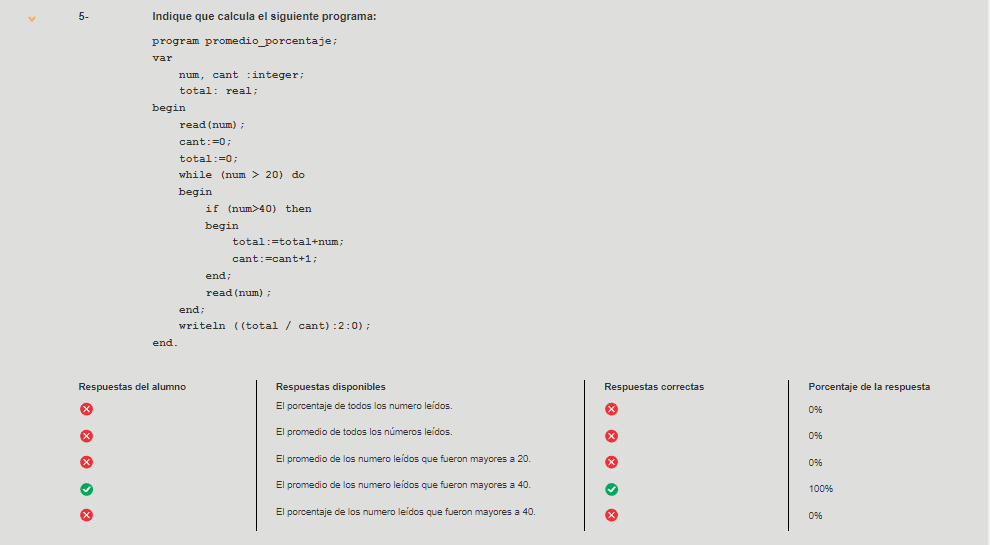 5- Indique que calcula el siguiente programa:
program promedio_porcentaje;
var
num, cant :integer;
total: real;
begin
read(num);
cant:=0;
total:=0;
while (num > 20) do
begin
if (num>40) then
begin
total:=total+num;
cant:=cant+1;
end;
read(num);
end;
writeln ((total / cant):2:0);
end.
Respuestas del alumno Respuestas disponibles Respuestas correctas Porcentaje de la respuesta
El porcentaje de todos los numero leídos. 0%
El promedio de todos los números leídos. 0%
El promedio de los numero leídos que fueron mayores a 20. 0%
El promedio de los numero leídos que fueron mayores a 40. 100%
El porcentaje de los numero leídos que fueron mayores a 40. 0%